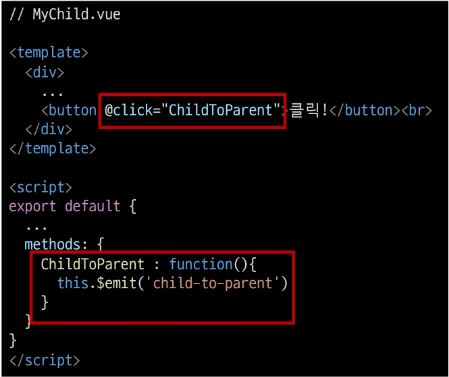 // MyChild.vue
<template>
<div>
...
<button @click="ChildToParent">클릭!</button><br>
</div>
</template>
<script>
export default {
...
methods: {
ChildToParent : function(){
this.$emit('child-to-parent')
}
}
}
</script>